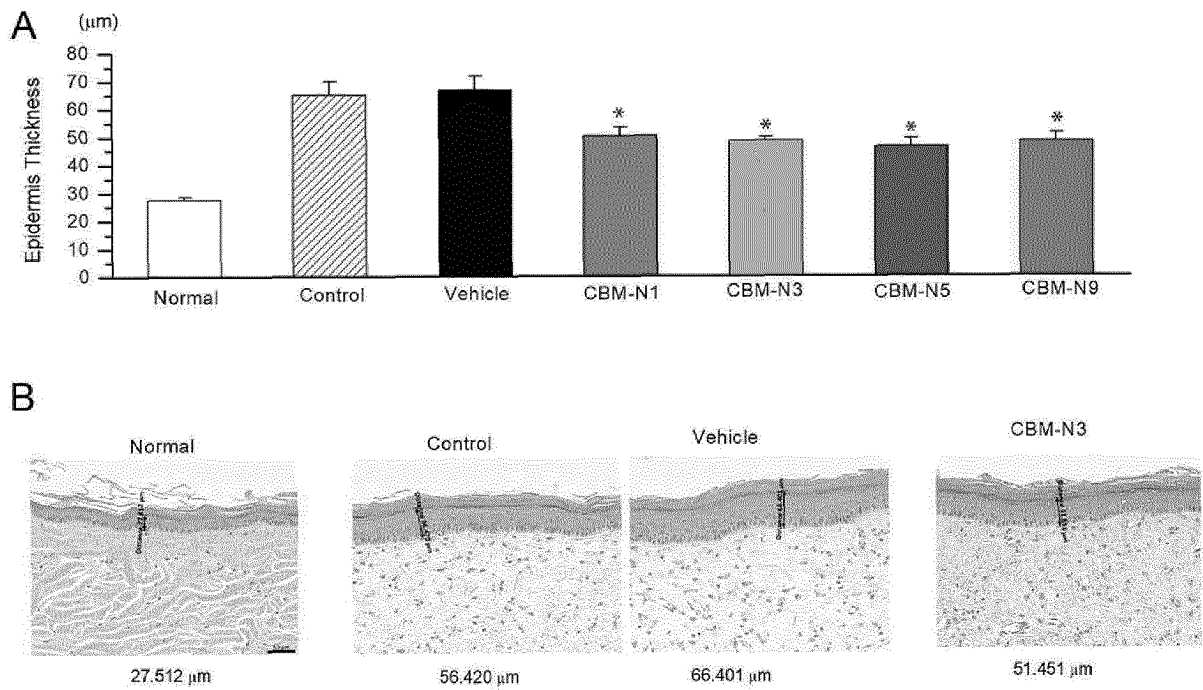 A
(μm)
Epidermis Thickness
80
70
60
50
40
30
20
10
0
* * * *
Normal Control Vehicle CBM-N1 CBM-N3 CBM-N5 CBM-N9
B
Normal Control Vehicle CBM-N3
27.512 μm 56.420 μm 66.401 μm 51.451 μm